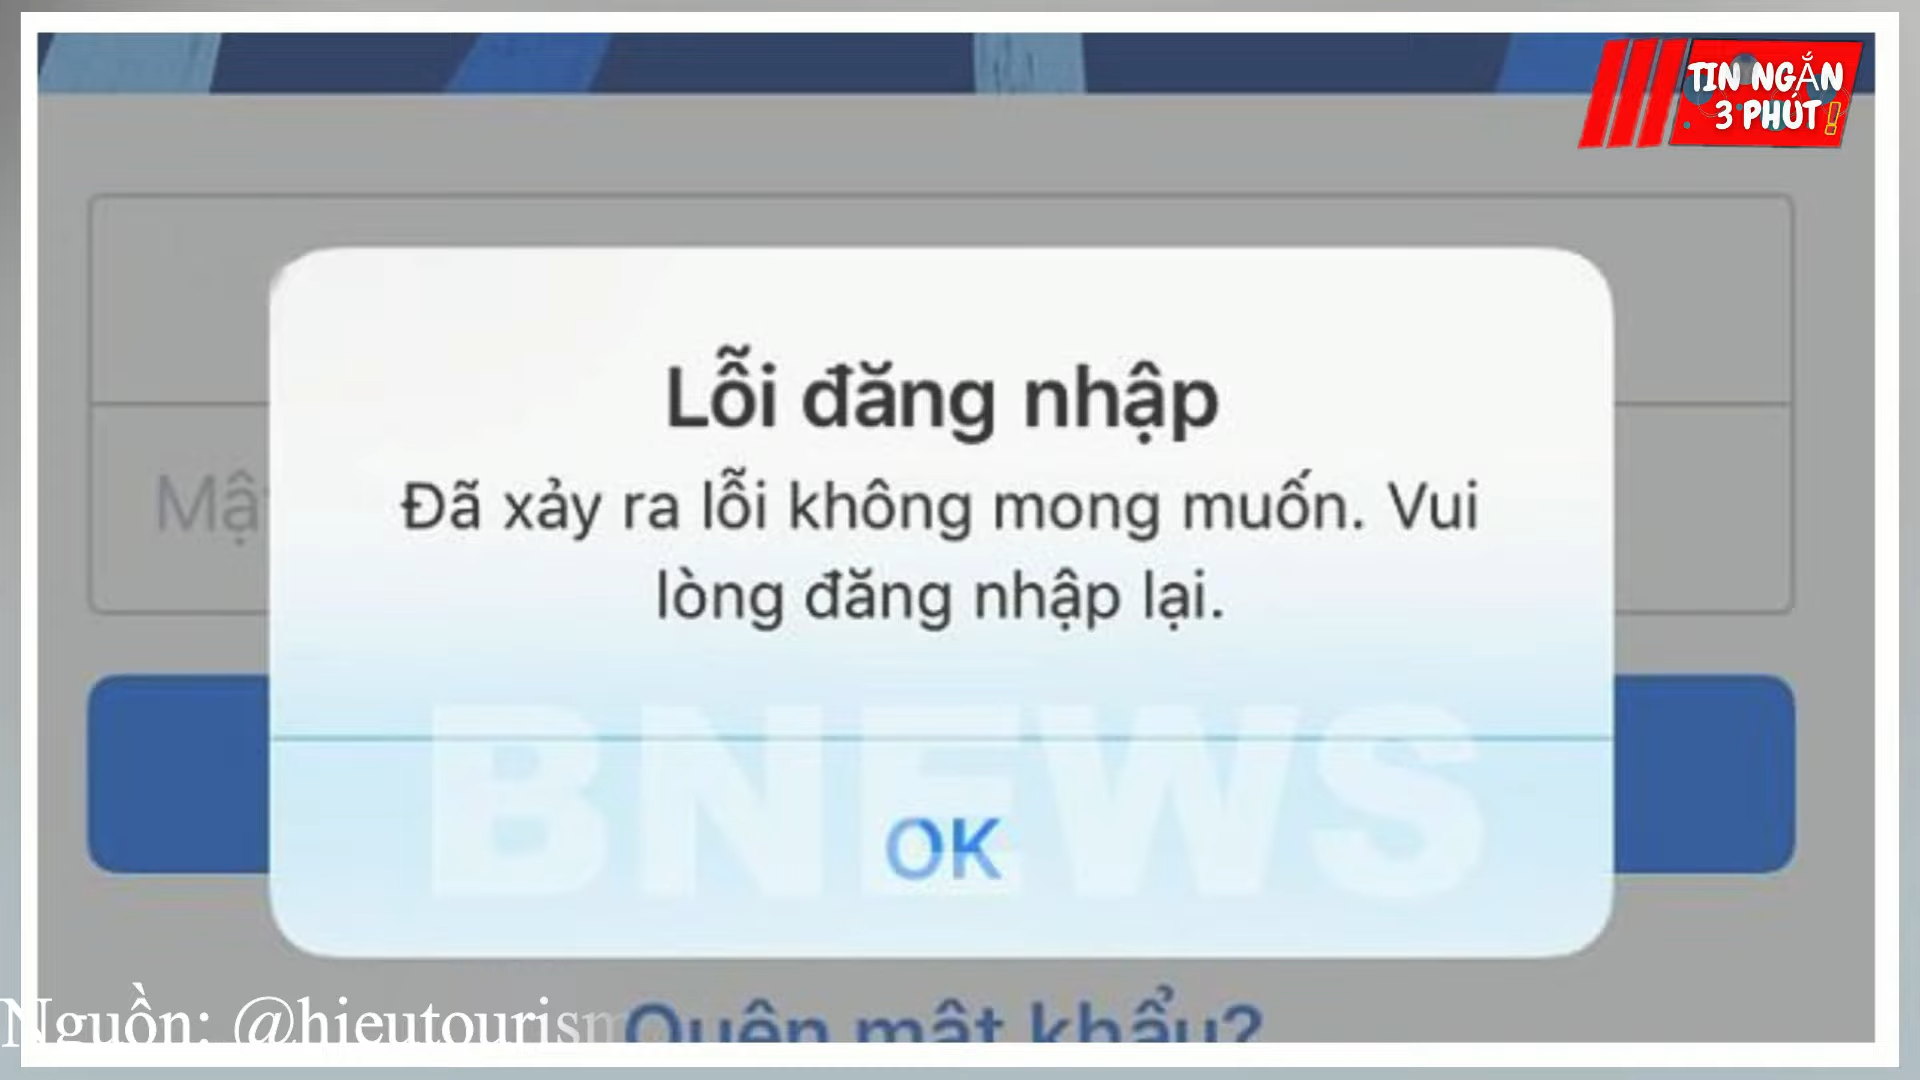 TIN NGẮN
3 PHÚT!
Lỗi đăng nhập
Đã xảy ra lỗi không mong muốn. Vui
lòng đăng nhập lại.
BNEWS
OK
Nguồn: @hieutourism
Quên mật khẩu?